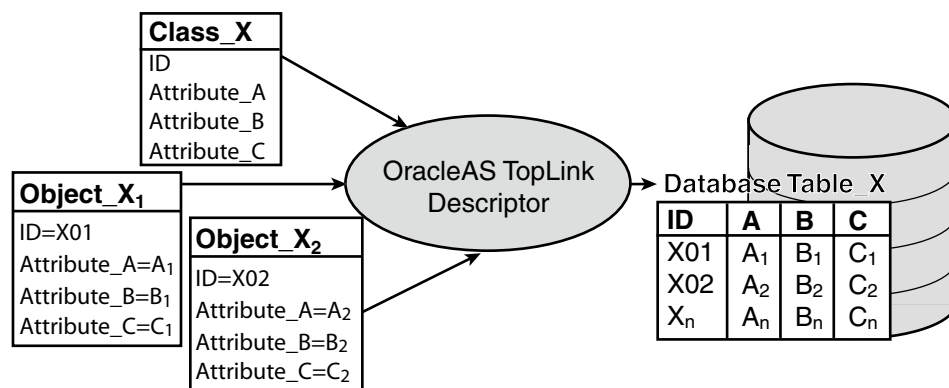 Class_X
ID
Attribute_A
Attribute_B
Attribute_C
Object_X₁
ID=X01
Attribute_A=A₁
Attribute_B=B₁
Attribute_C=C₁
Object_X₂
ID=X02
Attribute_A=A₂
Attribute_B=B₂
Attribute_C=C₂
OracleAS TopLink
Descriptor
Database Table_X
ID A B C
X01 A₁ B₁ C₁
X02 A₂ B₂ C₂
Xₙ Aₙ Bₙ Cₙ